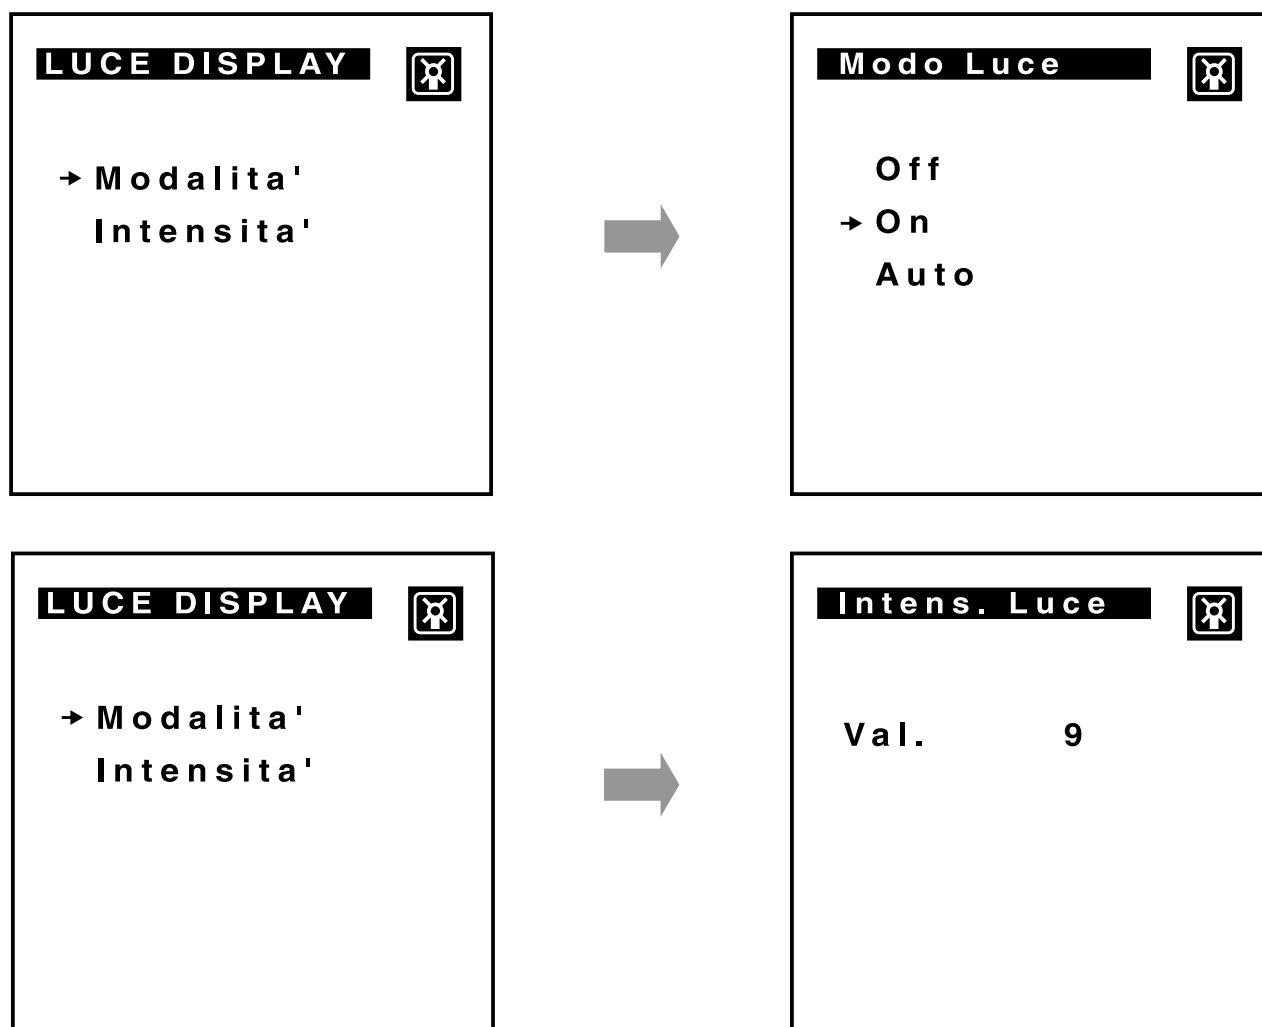 LUCE DISPLAY
→ Modalita'
Intensita'
Modo Luce
Off
→ On
Auto
LUCE DISPLAY
→ Modalita'
Intensita'
Intens. Luce
Val. 9